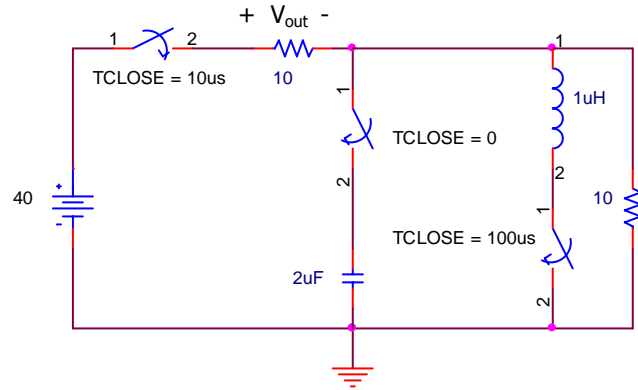 + Vout -
1
2
TCLOSE = 10us
10
1
1uH
2
1
TCLOSE = 0
2
40
+
-
1
10
TCLOSE = 100us
2uF
2